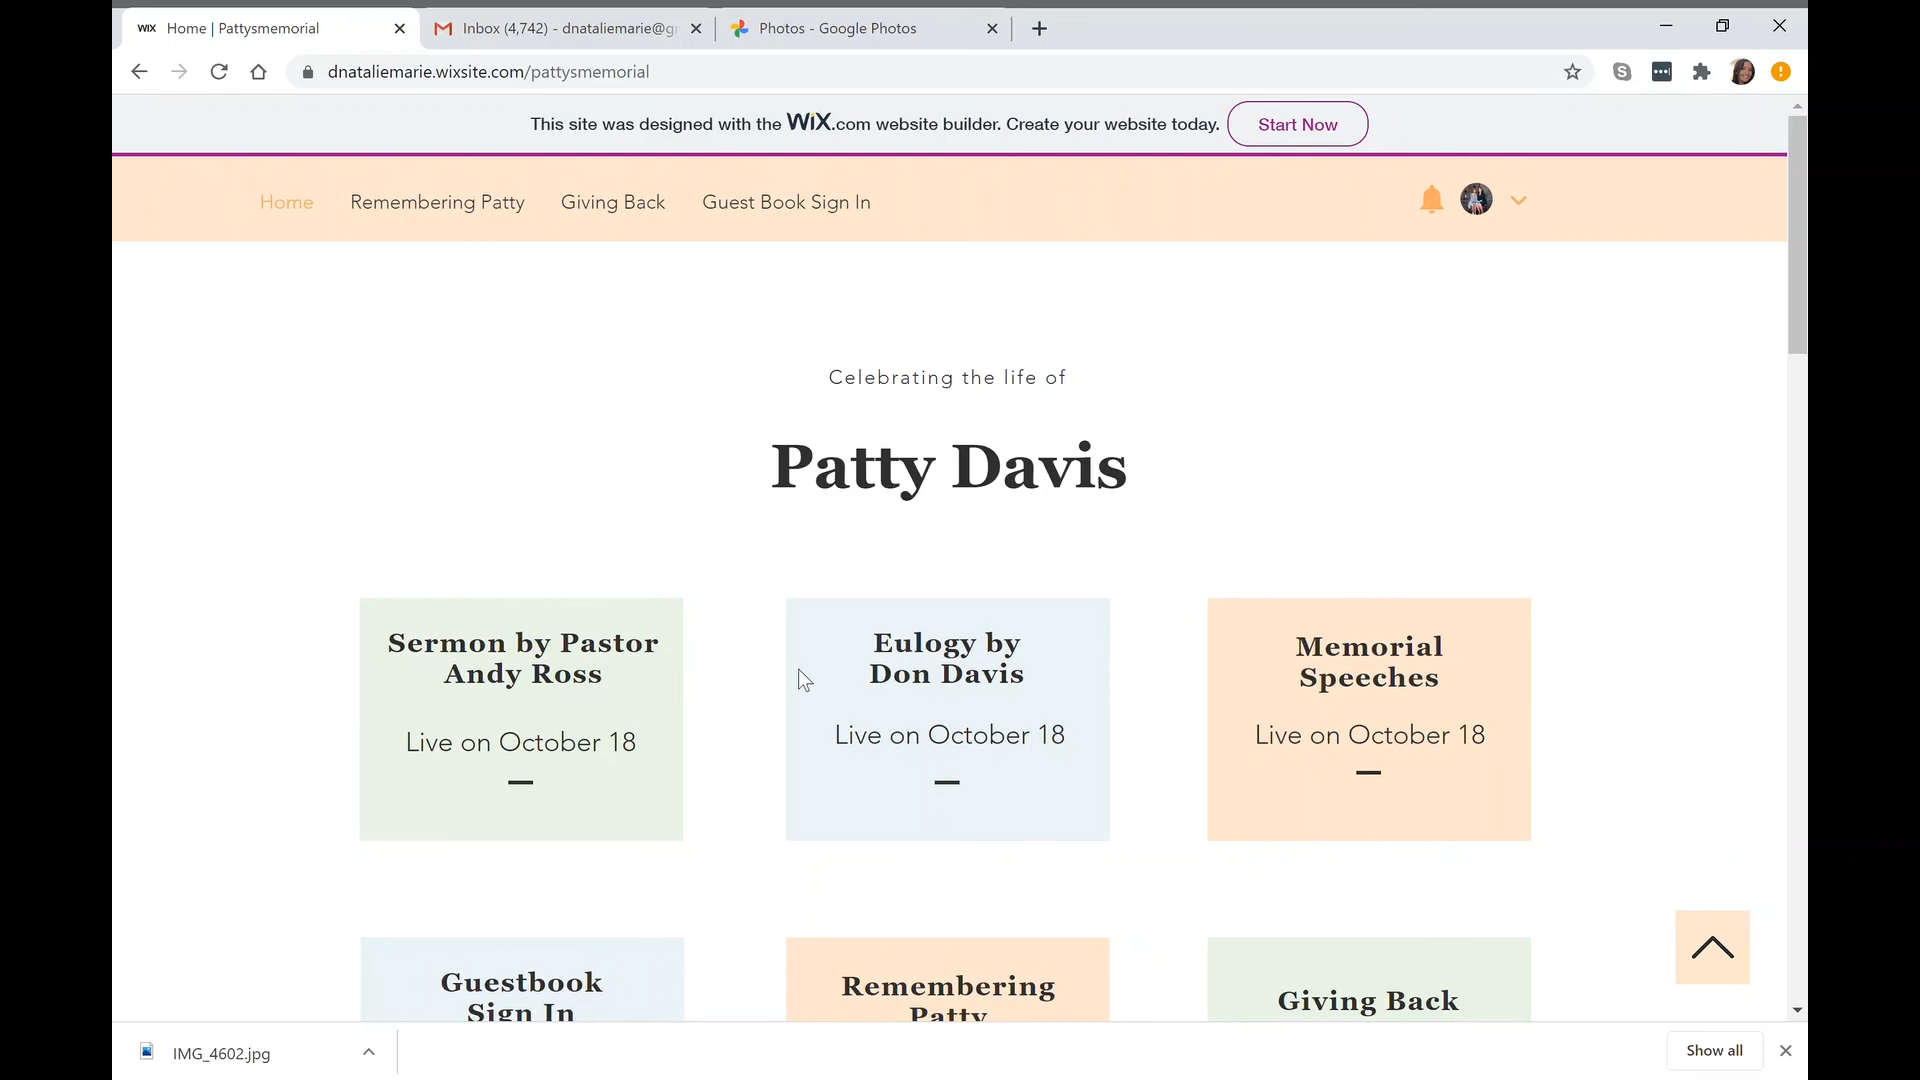 WIX Home | Pattysmemorial
Inbox (4,742) - dnataliemarie@g
Photos - Google Photos
dnataliemarie.wixsite.com/pattysmemorial
This site was designed with the WiX.com website builder. Create your website today.
Start Now
Home
Remembering Patty
Giving Back
Guest Book Sign In
Celebrating the life of
Patty Davis
Sermon by Pastor
Andy Ross
Live on October 18
Eulogy by
Don Davis
Live on October 18
Memorial
Speeches
Live on October 18
Guestbook
Sign In
Remembering
Patty
Giving Back
IMG_4602.jpg
Show all